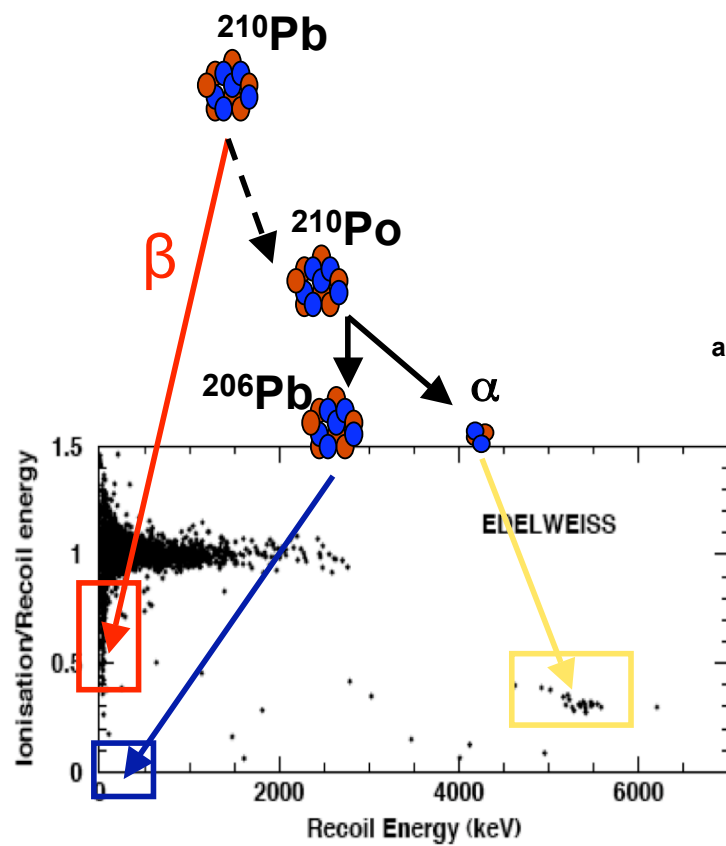 ²¹⁰Pb
β
²¹⁰Po
a
²⁰⁶Pb
α
1.5
EDELWEISS
1
0.5
0
0 2000 4000 6000
Ionisation/Recoil energy
Recoil Energy (keV)